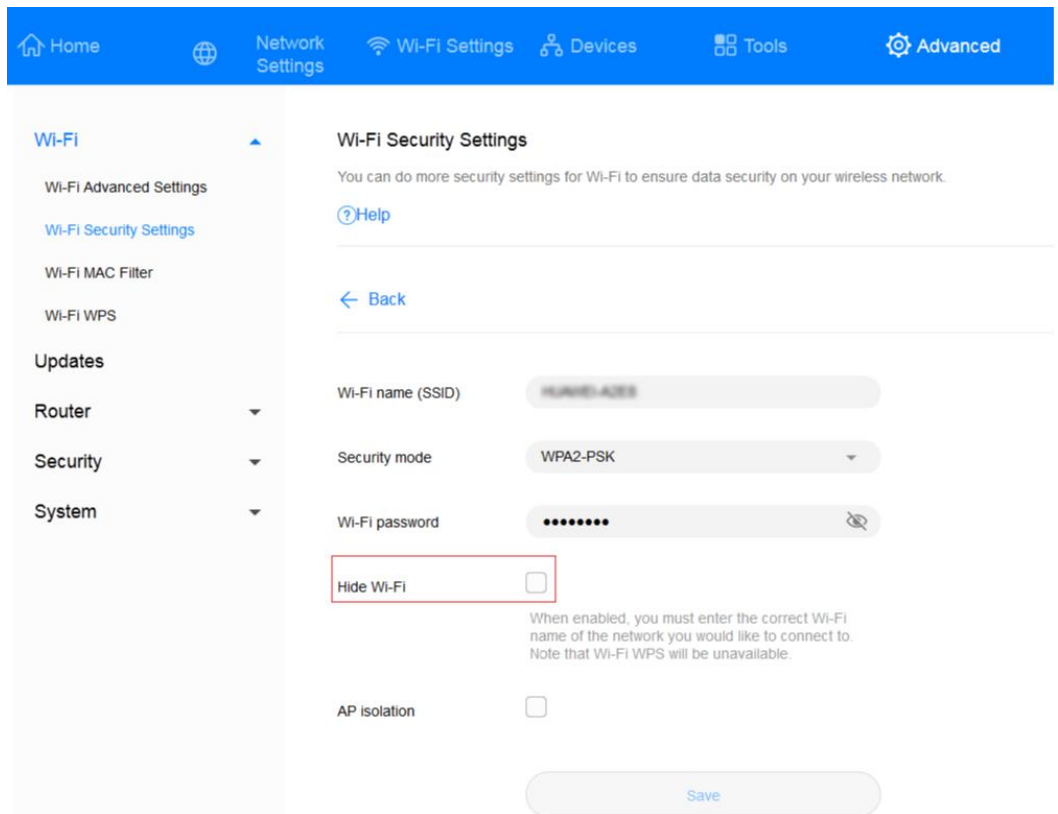 Home
Network Settings
Wi-Fi Settings
Devices
Tools
Advanced
Wi-Fi
Wi-Fi Advanced Settings
Wi-Fi Security Settings
Wi-Fi MAC Filter
Wi-Fi WPS
Updates
Router
Security
System
Wi-Fi Security Settings
You can do more security settings for Wi-Fi to ensure data security on your wireless network.
?Help
Back
Wi-Fi name (SSID)
Security mode WPA2-PSK
Wi-Fi password ••••••••
Hide Wi-Fi
When enabled, you must enter the correct Wi-Fi
name of the network you would like to connect to.
Note that Wi-Fi WPS will be unavailable.
AP isolation
Save